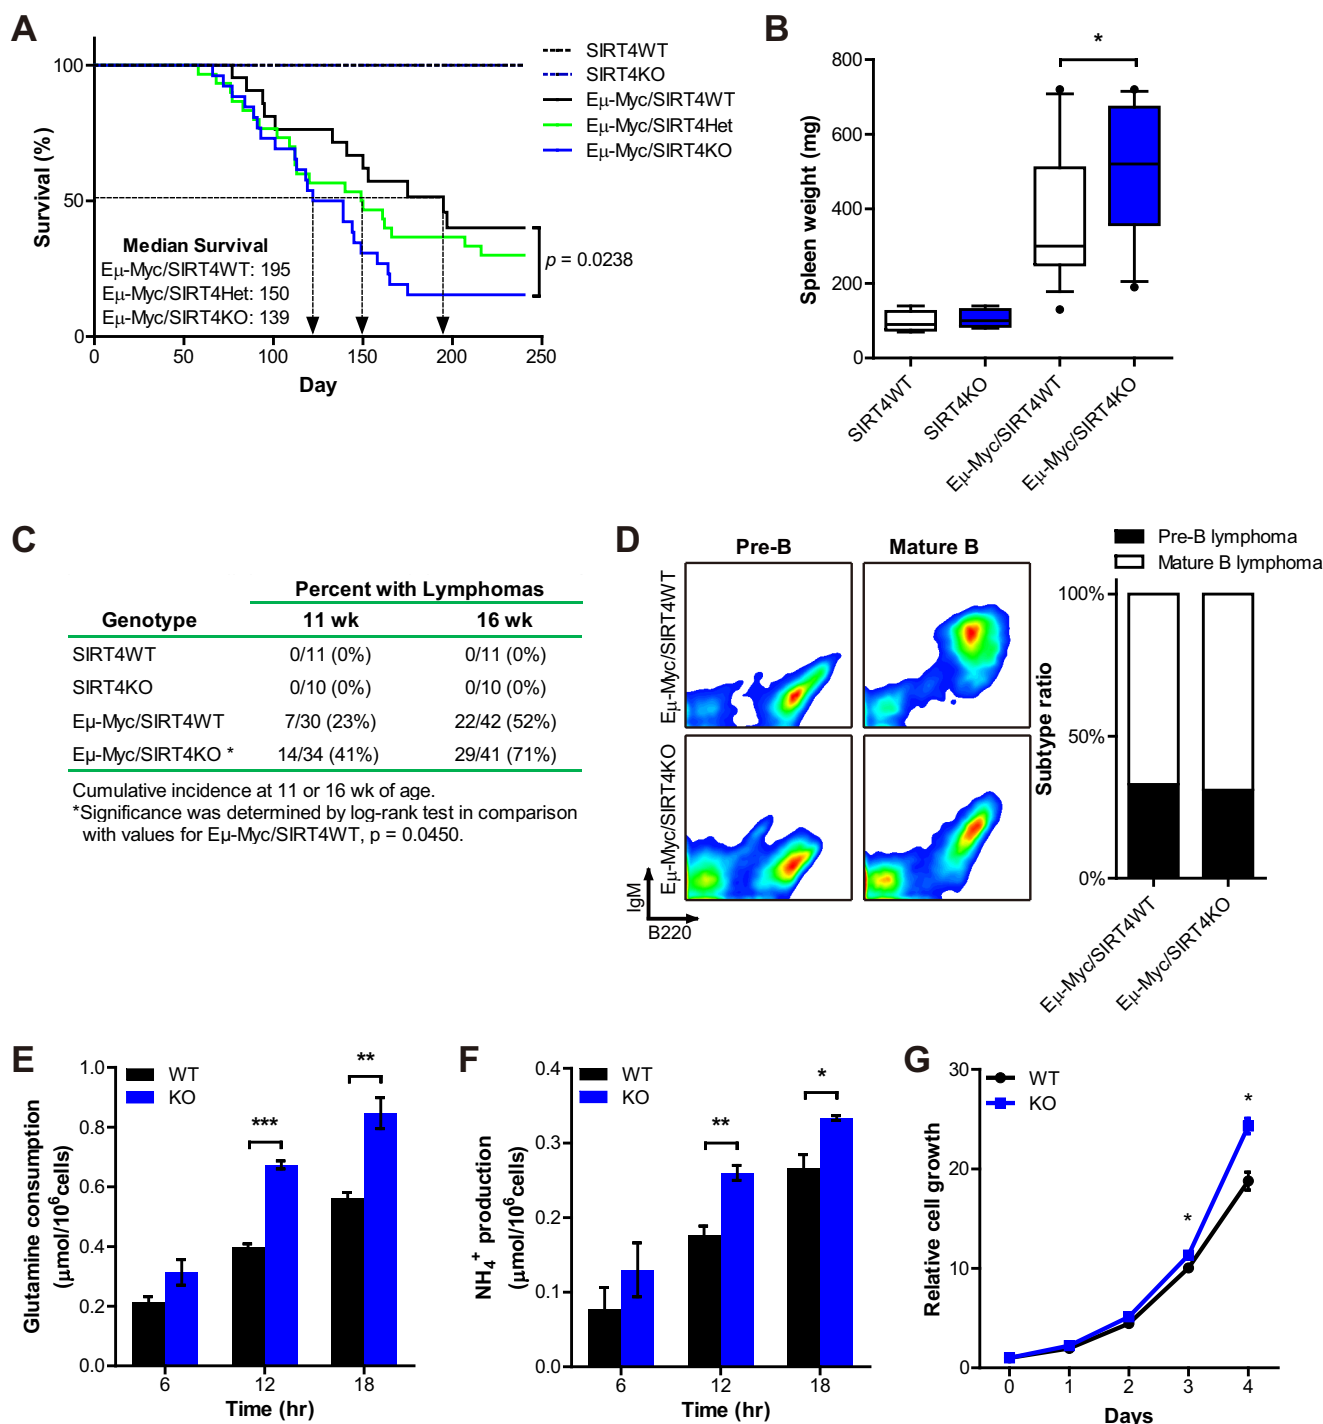 A
Survival (%)
100
50
0
0 50 100 150 200 250
Day
SIRT4WT
SIRT4KO
Eμ-Myc/SIRT4WT
Eμ-Myc/SIRT4Het
Eμ-Myc/SIRT4KO
Median Survival
Eμ-Myc/SIRT4WT: 195
Eμ-Myc/SIRT4Het: 150
Eμ-Myc/SIRT4KO: 139
p = 0.0238
B
Spleen weight (mg)
800
600
400
200
0
*
SIRT4WT
SIRT4KO
Eμ-Myc/SIRT4WT
Eμ-Myc/SIRT4KO
C
Percent with Lymphomas
Genotype 11 wk 16 wk
SIRT4WT 0/11 (0%) 0/11 (0%)
SIRT4KO 0/10 (0%) 0/10 (0%)
Eμ-Myc/SIRT4WT 7/30 (23%) 22/42 (52%)
Eμ-Myc/SIRT4KO * 14/34 (41%) 29/41 (71%)
Cumulative incidence at 11 or 16 wk of age.
*Significance was determined by log-rank test in comparison
with values for Eμ-Myc/SIRT4WT, p = 0.0450.
D
Pre-B Mature B
Eμ-Myc/SIRT4WT
Eμ-Myc/SIRT4KO
IgM
B220
Pre-B lymphoma
Mature B lymphoma
Subtype ratio
100%
50%
0%
Eμ-Myc/SIRT4WT
Eμ-Myc/SIRT4KO
E
Glutamine consumption
(μmol/10⁶cells)
1.0
0.8
0.6
0.4
0.2
0.0
WT
KO
***
**
6 12 18
Time (hr)
F
NH₄⁺ production
(μmol/10⁶cells)
0.4
0.3
0.2
0.1
0.0
WT
KO
**
*
6 12 18
Time (hr)
G
Relative cell growth
30
20
10
0
WT
KO
*
*
0 1 2 3 4
Days